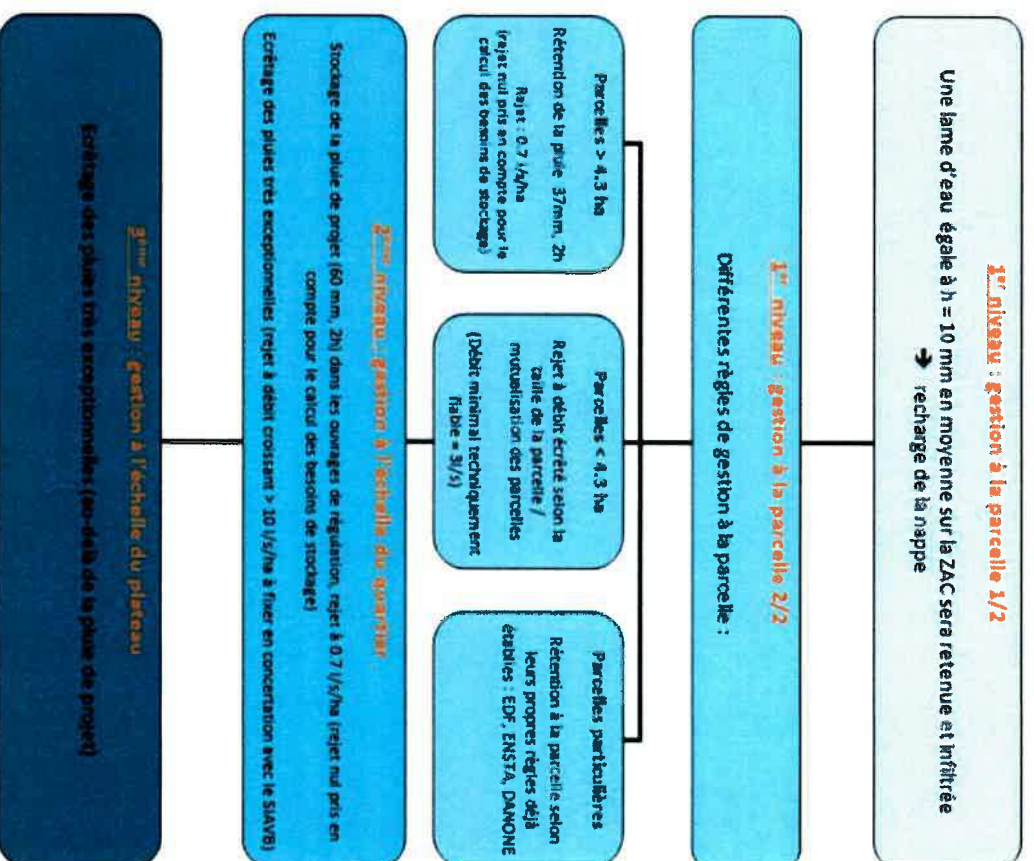 1er niveau : gestion à la parcelle 1/2
Une lame d'eau égale à h = 10 mm en moyenne sur la ZAC sera retenue et infiltrée
➔ recharge de la nappe
1er niveau : gestion à la parcelle 2/2
Différentes règles de gestion à la parcelle :
Parcelles > 4.3 ha
Rétention de la pluie 37mm, 2h
Rejet : 0.7 l/s/ha
(rejet nul pris en compte pour le
calcul des besoins de stockage)
Parcelles < 4.3 ha
Rejet à débit écrêté selon la
taille de la parcelle /
mutualisation des parcelles
(Débit minimal techniquement
fiable = 3l/s)
Parcelles particulières
Rétention à la parcelle selon
leurs propres règles déjà
établies : EDF, ENSTA, DANONE
2ème niveau : gestion à l'échelle du quartier
Stockage de la pluie de projet (60 mm, 2h) dans les ouvrages de régulation, rejet à 0.7 l/s/ha (rejet nul pris en
compte pour le calcul des besoins de stockage)
Ecrêtage des pluies très exceptionnelles (rejet à débit croissant > 10 l/s/ha à fixer en concertation avec le SIAVB)
3ème niveau : gestion à l'échelle du plateau
Ecrêtage des pluies très exceptionnelles (au-delà de la pluie de projet)